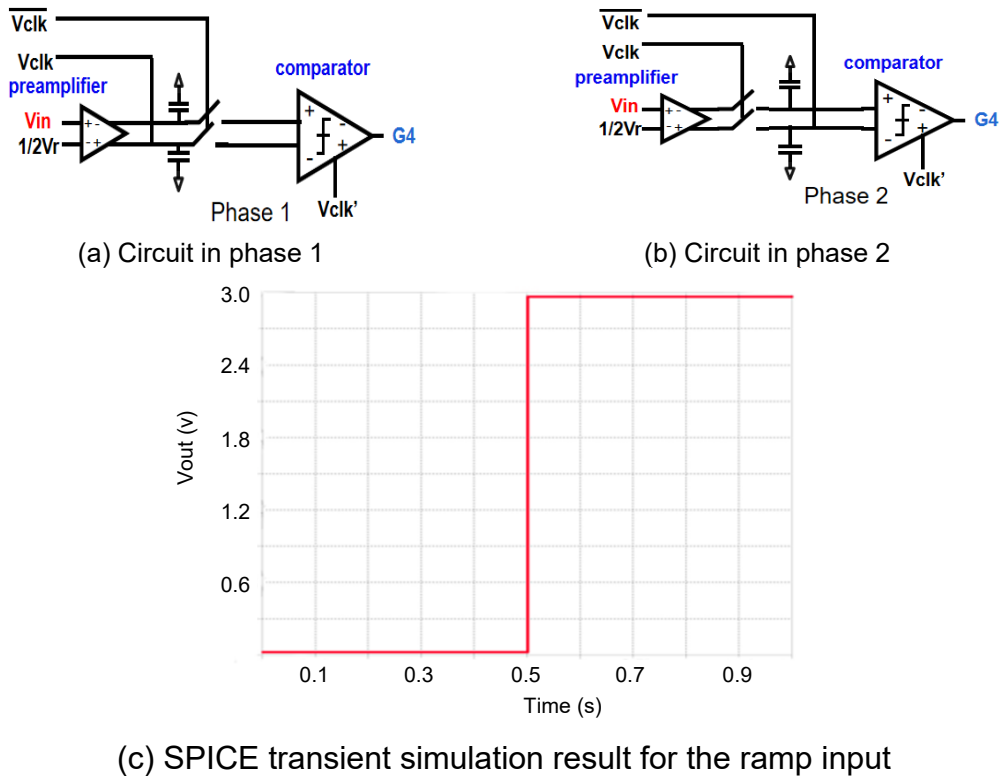 Vclk
Vclk
preamplifier
comparator
Vin
1/2Vr
+ -
- +
+
-
-
+
G4
Vclk'
Phase 1
(a) Circuit in phase 1
Vclk
Vclk
preamplifier
comparator
Vin
1/2Vr
+ -
- +
+
-
-
+
G4
Vclk'
Phase 2
(b) Circuit in phase 2
3.0
2.4
1.8
1.2
0.6
Vout (v)
0.1 0.3 0.5 0.7 0.9
Time (s)
(c) SPICE transient simulation result for the ramp input